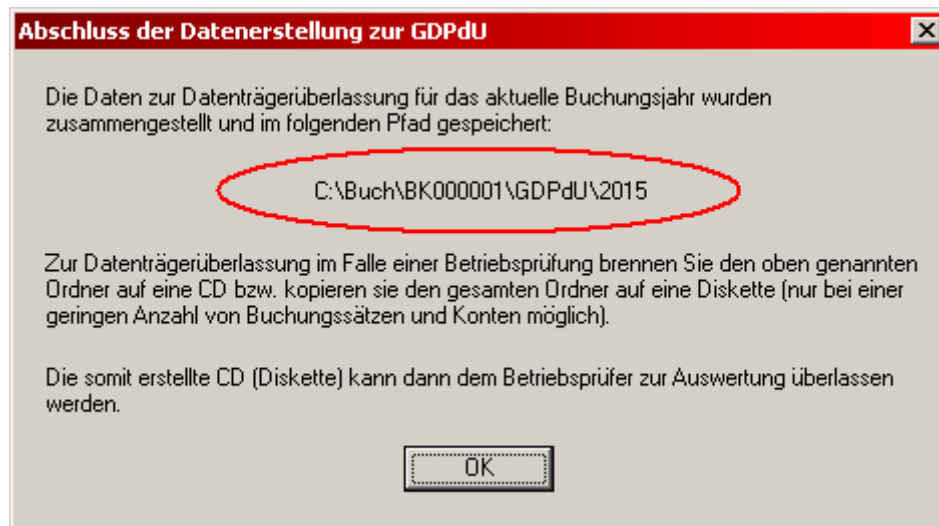 Abschluss der Datenerstellung zur GDPdU
Die Daten zur Datenträgerüberlassung für das aktuelle Buchungsjahr wurden
zusammengestellt und im folgenden Pfad gespeichert:
C:\Buch\BK000001\GDPdU\2015
Zur Datenträgerüberlassung im Falle einer Betriebsprüfung brennen Sie den oben genannten
Ordner auf eine CD bzw. kopieren sie den gesamten Ordner auf eine Diskette (nur bei einer
geringen Anzahl von Buchungssätzen und Konten möglich).
Die somit erstellte CD (Diskette) kann dann dem Betriebsprüfer zur Auswertung überlassen
werden.
OK